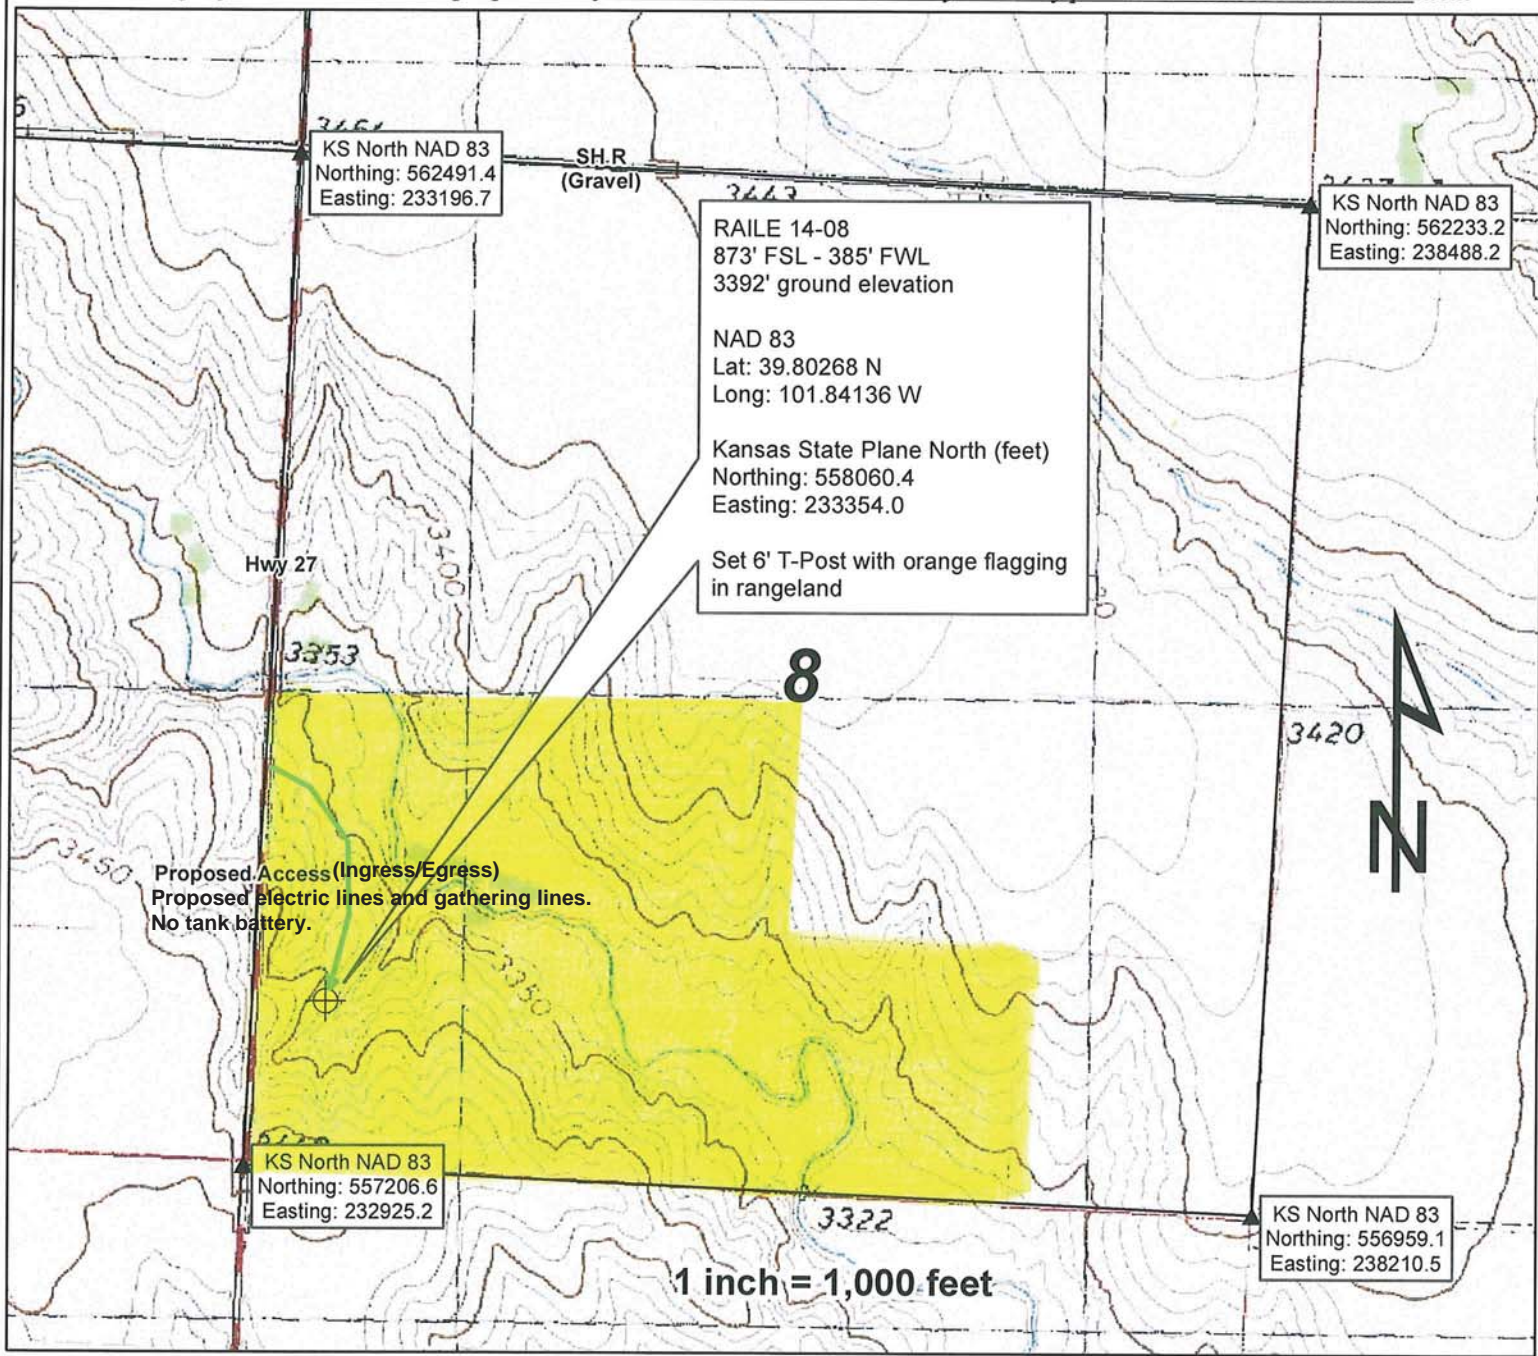 KS North NAD 83
Northing: 562491.4
Easting: 233196.7
SH R
(Gravel)
3443
KS North NAD 83
Northing: 562233.2
Easting: 238488.2
RAILE 14-08
873' FSL - 385' FWL
3392' ground elevation
NAD 83
Lat: 39.80268 N
Long: 101.84136 W
Kansas State Plane North (feet)
Northing: 558060.4
Easting: 233354.0
Set 6' T-Post with orange flagging
in rangeland
3400
Hwy 27
3353
8
3420
N
3450
Proposed Access (Ingress/Egress)
Proposed electric lines and gathering lines.
No tank battery.
3350
KS North NAD 83
Northing: 557206.6
Easting: 232925.2
3322
KS North NAD 83
Northing: 556959.1
Easting: 238210.5
1 inch = 1,000 feet